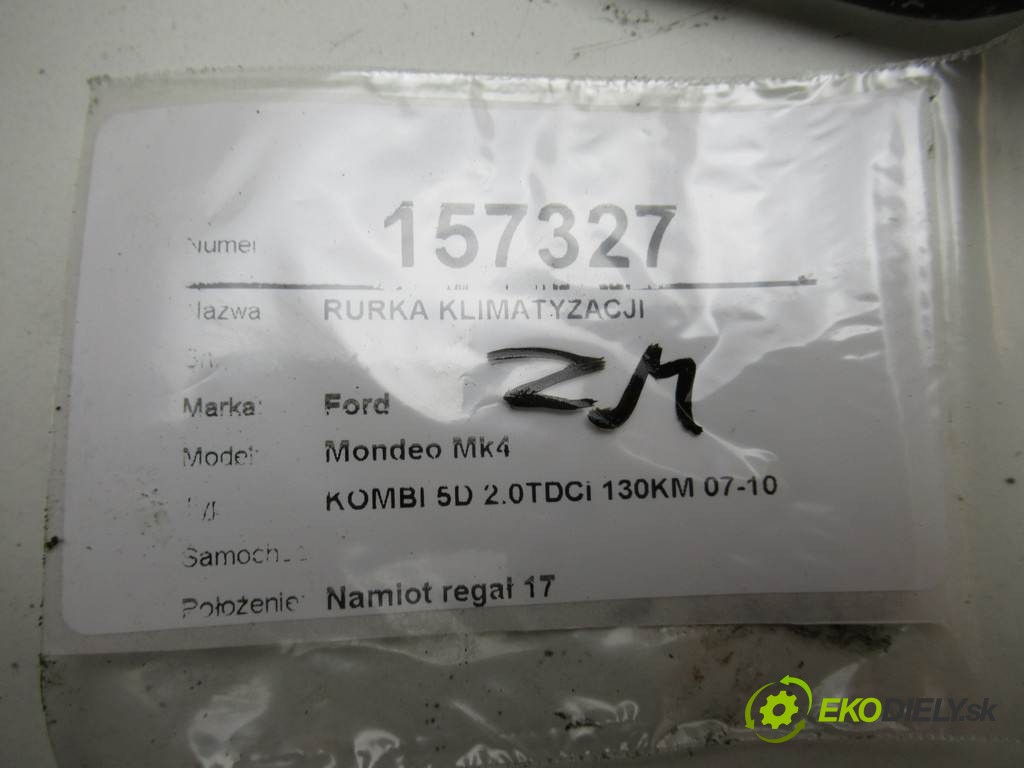 Numer 157327
Nazwa RURKA KLIMATYZACJI
ZM
Marka: Ford
Model: Mondeo Mk4
KOMBI 5D 2.0TDCi 130KM 07-10
Położenie: Namiot regał 17
EKODIELY.sk